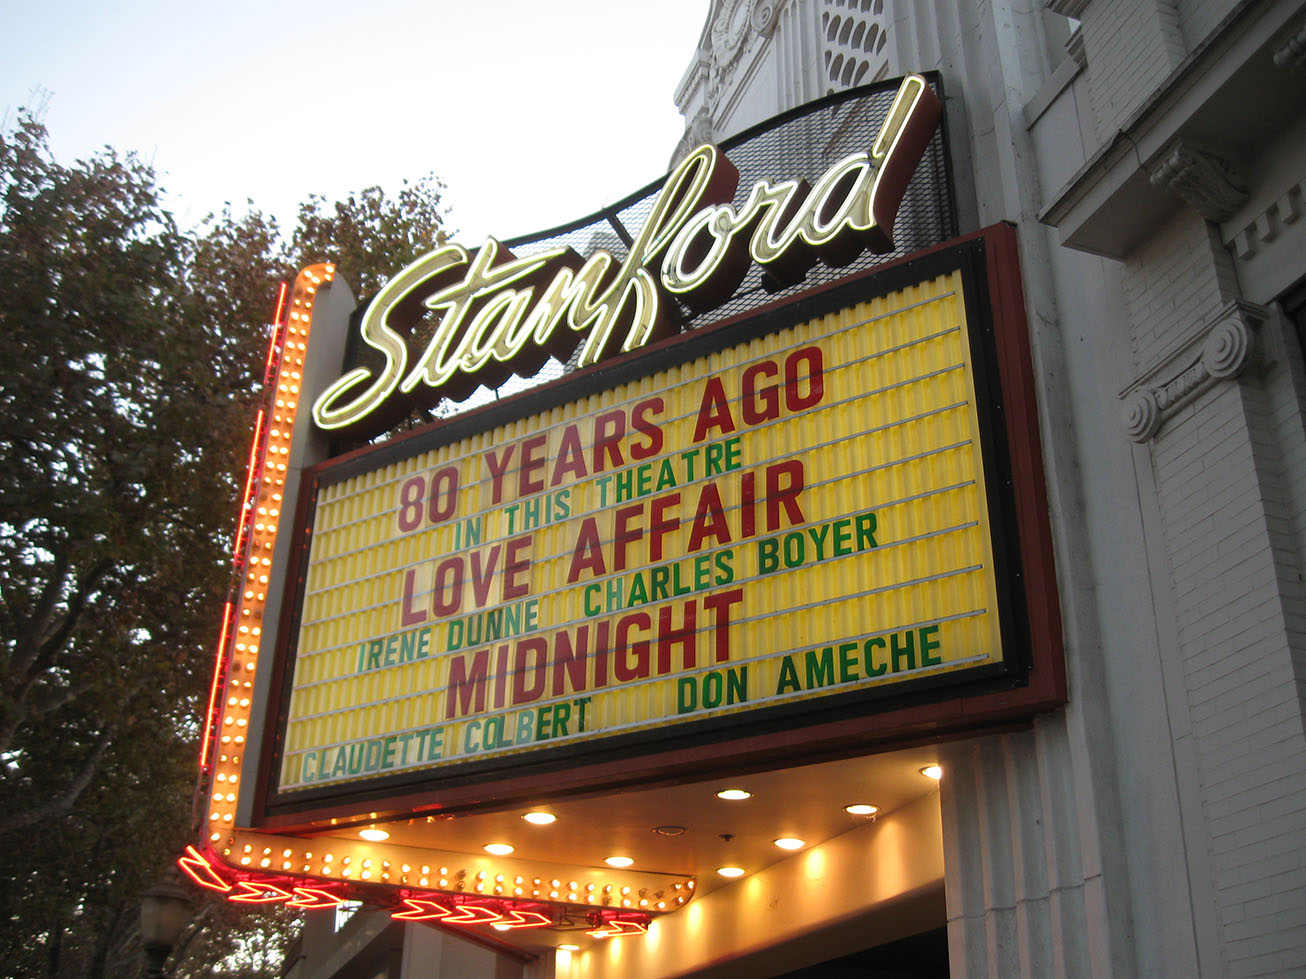 Stanford
80 YEARS AGO
IN THIS THEATRE
LOVE AFFAIR
IRENE DUNNE CHARLES BOYER
MIDNIGHT
CLAUDETTE COLBERT DON AMECHE